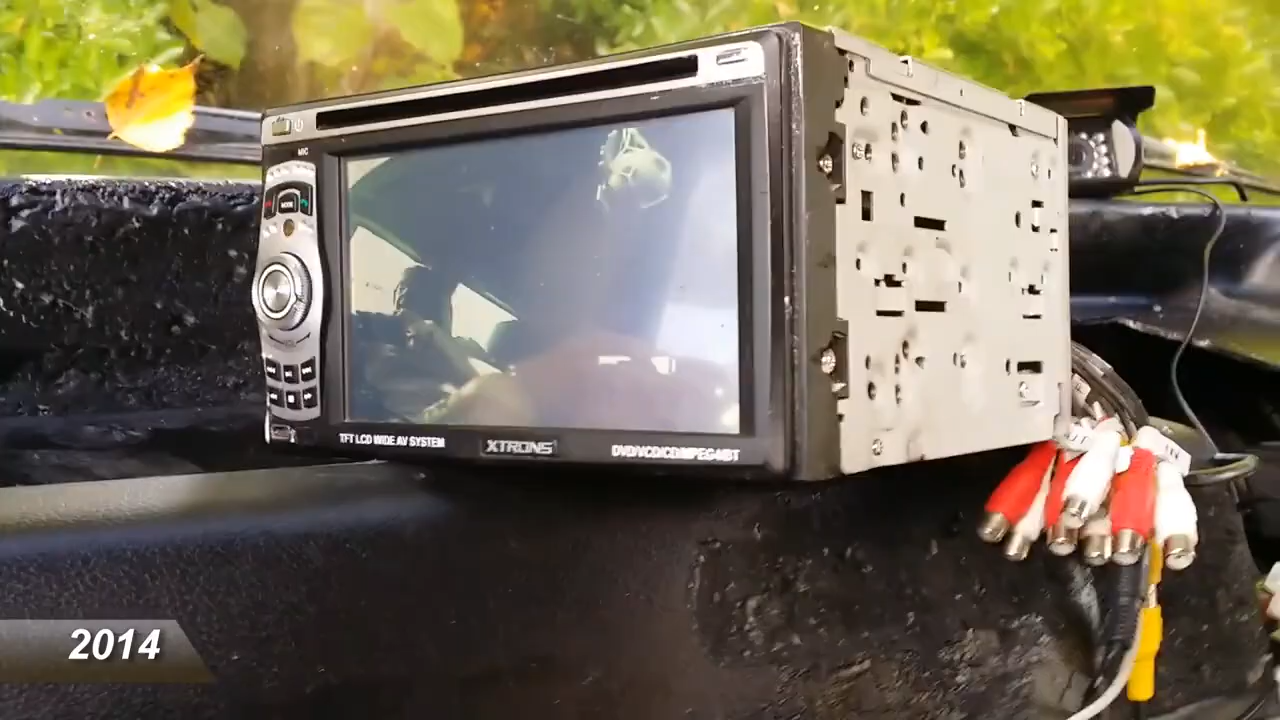 MIC
MODE
TFT LCD WIDE AV SYSTEM
XTRONS
DVD/VCD/CD/MPEG4/BT
2014